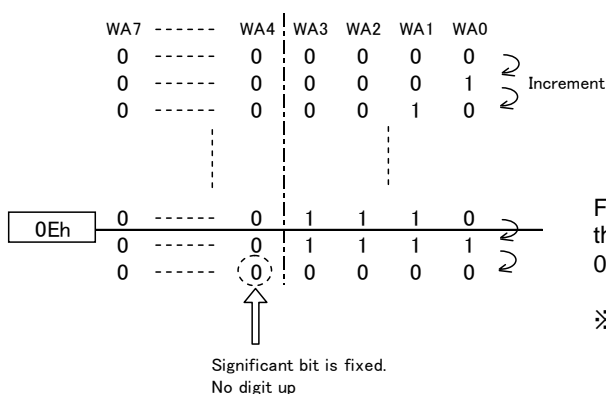 WA7 ------ WA4 WA3 WA2 WA1 WA0
0 ------ 0 0 0 0 0
0 ------ 0 0 0 0 1
Increment
0 ------ 0 0 0 1 0
0 ------ 0 1 1 1 0
0Eh
0 ------ 0 1 1 1 1
0 ------ 0 0 0 0 0
F
th
0
※
Significant bit is fixed.
No digit up